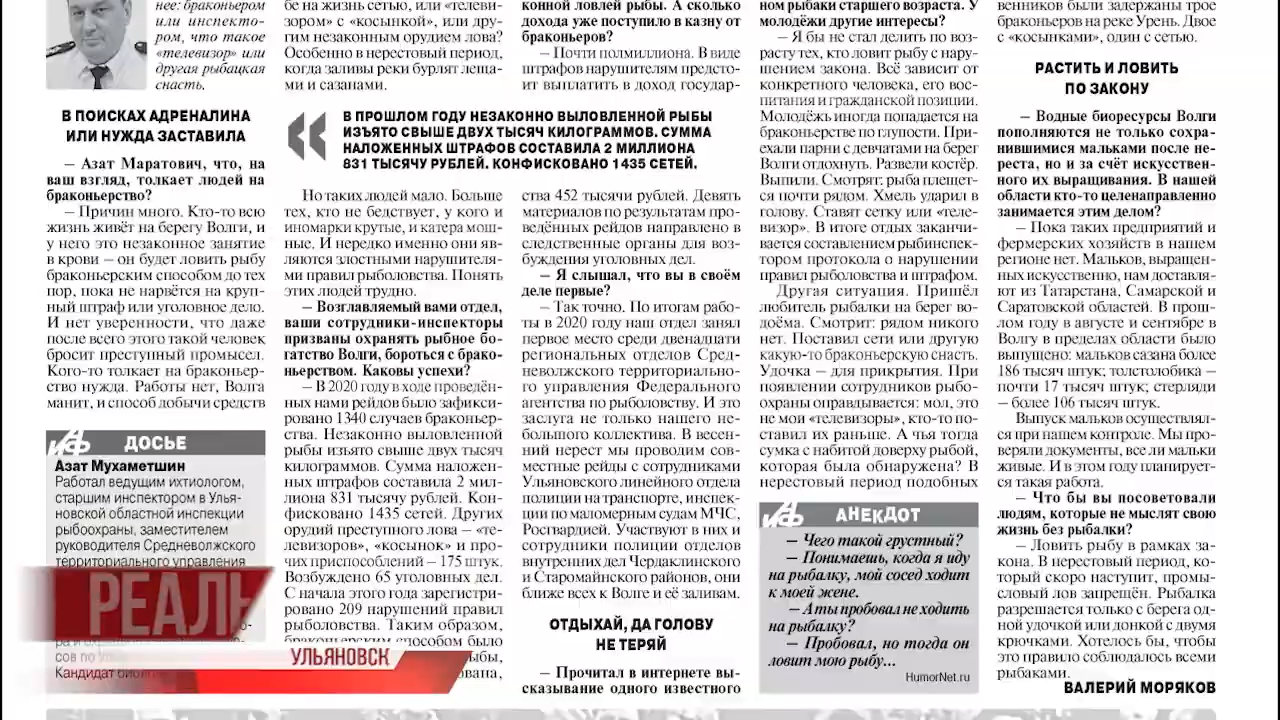 нее: браконьером
или инспекто-
ром, что такое
«телевизор» или
другая рыбацкая
снасть.
В ПОИСКАХ АДРЕНАЛИНА
ИЛИ НУЖДА ЗАСТАВИЛА
— Азат Маратович, что, на
ваш взгляд, толкает людей на
браконьерство?
— Причин много. Кто-то всю
жизнь живёт на берегу Волги, и
у него это незаконное занятие
в крови – он будет ловить рыбу
браконьерским способом до тех
пор, пока не нарвётся на круп-
ный штраф или уголовное дело.
И нет уверенности, что даже
после всего этого такой человек
бросит преступный промысел.
Кого-то толкает на браконьер-
ство нужда. Работы нет, Волга
манит, и способ добычи средств
АиФ
ДОСЬЕ
Азат Мухаметшин
Работал ведущим ихтиологом,
старшим инспектором в Улья-
новской областной инспекции
рыбоохраны, заместителем
руководителя Средневолжского
территориального управления
сов по
Кандидат
РЕАЛЬ
УЛЬЯНОВСК
бе на жизнь сетью, или «телеви-
зором» с «косынкой», или дру-
гим незаконным орудием лова?
Особенно в нерестовый период,
когда заливы реки бурлят леща-
ми и сазанами.
В ПРОШЛОМ ГОДУ НЕЗАКОННО ВЫЛОВЛЕННОЙ РЫБЫ
ИЗЪЯТО СВЫШЕ ДВУХ ТЫСЯЧ КИЛОГРАММОВ. СУММА
НАЛОЖЕННЫХ ШТРАФОВ СОСТАВИЛА 2 МИЛЛИОНА
831 ТЫСЯЧУ РУБЛЕЙ. КОНФИСКОВАНО 1435 СЕТЕЙ.
Но таких людей мало. Больше
тех, кто не бедствует, у кого и
иномарки крутые, и катера мощ-
ные. И нередко именно они яв-
ляются злостными нарушителя-
ми правил рыболовства. Понять
этих людей трудно.
— Возглавляемый вами отдел,
ваши сотрудники-инспекторы
призваны охранять рыбное бо-
гатство Волги, бороться с брако-
ньерством. Каковы успехи?
— В 2020 году в ходе проведён-
ных нами рейдов было зафикси-
ровано 1340 случаев браконьер-
ства. Незаконно выловленной
рыбы изъято свыше двух тысяч
килограммов. Сумма наложен-
ных штрафов составила 2 мил-
лиона 831 тысячу рублей. Кон-
фисковано 1435 сетей. Других
орудий преступного лова – «те-
левизоров», «косынок» и про-
чих приспособлений – 175 штук.
Возбуждено 65 уголовных дел.
С начала этого года зарегистри-
ровано 209 нарушений правил
рыболовства. Таким образом,
браконьерским способом было
конной ловлей рыбы. А сколько
дохода уже поступило в казну от
браконьеров?
— Почти полмиллиона. В виде
штрафов нарушителям предсто-
ит выплатить в доход государ-
ства 452 тысячи рублей. Девять
материалов по результатам про-
ведённых рейдов направлено в
следственные органы для воз-
буждения уголовных дел.
— Я слышал, что вы в своём
деле первые?
— Так точно. По итогам рабо-
ты в 2020 году наш отдел занял
первое место среди двенадцати
региональных отделов Сред-
неволжского территориально-
го управления Федерального
агентства по рыболовству. И это
заслуга не только нашего не-
большого коллектива. В весен-
ний нерест мы проводим сов-
местные рейды с сотрудниками
Ульяновского линейного отдела
полиции на транспорте, инспек-
ции по маломерным судам МЧС,
Росгвардией. Участвуют в них и
сотрудники полиции отделов
внутренних дел Чердаклинского
и Старомайнского районов, они
ближе всех к Волге и её заливам.
ОТДЫХАЙ, ДА ГОЛОВУ
НЕ ТЕРЯЙ
— Прочитал в интернете вы-
сказывание одного известного
ном рыбаки старшего возраста. У
молодёжи другие интересы?
— Я бы не стал делить по воз-
расту тех, кто ловит рыбу с нару-
шением закона. Всё зависит от
конкретного человека, его вос-
питания и гражданской позиции.
Молодёжь иногда попадается на
браконьерстве по глупости. При-
ехали парни с девчатами на берег
Волги отдохнуть. Развели костёр.
Выпили. Смотрят: рыба плещет-
ся почти рядом. Хмель ударил в
голову. Ставят сетку или «теле-
визор». В итоге отдых заканчи-
вается составлением рыбинспек-
тором протокола о нарушении
правил рыболовства и штрафом.
Другая ситуация. Пришёл
любитель рыбалки на берег во-
доёма. Смотрит: рядом никого
нет. Поставил сети или другую
какую-то браконьерскую снасть.
Удочка – для прикрытия. При
появлении сотрудников рыбо-
охраны оправдывается: мол, это
не мои «телевизоры», кто-то по-
ставил их раньше. А чья тогда
сумка с набитой доверху рыбой,
которая была обнаружена? В
нерестовый период подобных
АиФ
АНЕКДОТ
— Чего такой грустный?
— Понимаешь, когда я иду
на рыбалку, мой сосед ходит
к моей жене.
— А ты пробовал не ходить
на рыбалку?
— Пробовал, но тогда он
ловит мою рыбу...
HumorNet.ru
венников были задержаны трое
браконьеров на реке Урень. Двое
с «косынками», один с сетью.
РАСТИТЬ И ЛОВИТЬ
ПО ЗАКОНУ
— Водные биоресурсы Волги
пополняются не только сохра-
нившимися мальками после не-
реста, но и за счёт искусствен-
ного их выращивания. В нашей
области кто-то целенаправленно
занимается этим делом?
— Пока таких предприятий и
фермерских хозяйств в нашем
регионе нет. Мальков, выращен-
ных искусственно, нам доставля-
ют из Татарстана, Самарской и
Саратовской областей. В прош-
лом году в августе и сентябре в
Волгу в пределах области было
выпущено: мальков сазана более
186 тысяч штук; толстолобика –
почти 17 тысяч штук; стерляди
– более 106 тысяч штук.
Выпуск мальков осуществлял-
ся при нашем контроле. Мы про-
веряли документы, все ли мальки
живые. И в этом году планирует-
ся такая работа.
— Что бы вы посоветовали
людям, которые не мыслят свою
жизнь без рыбалки?
— Ловить рыбу в рамках за-
кона. В нерестовый период, ко-
торый скоро наступит, промы-
словый лов запрещён. Рыбалка
разрешается только с берега од-
ной удочкой или донкой с двумя
крючками. Хотелось бы, чтобы
это правило соблюдалось всеми
рыбаками.
ВАЛЕРИЙ МОРЯКОВ